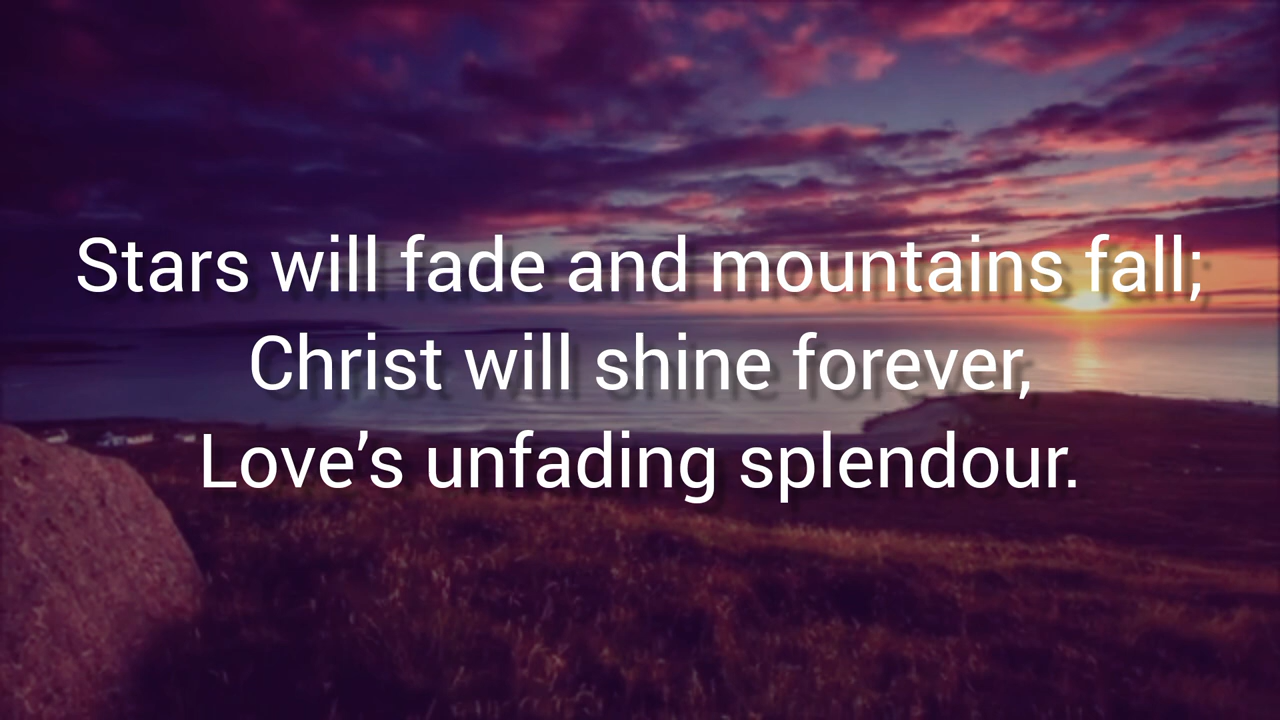 Stars will fade and mountains fall;
Christ will shine forever,
Love’s unfading splendour.